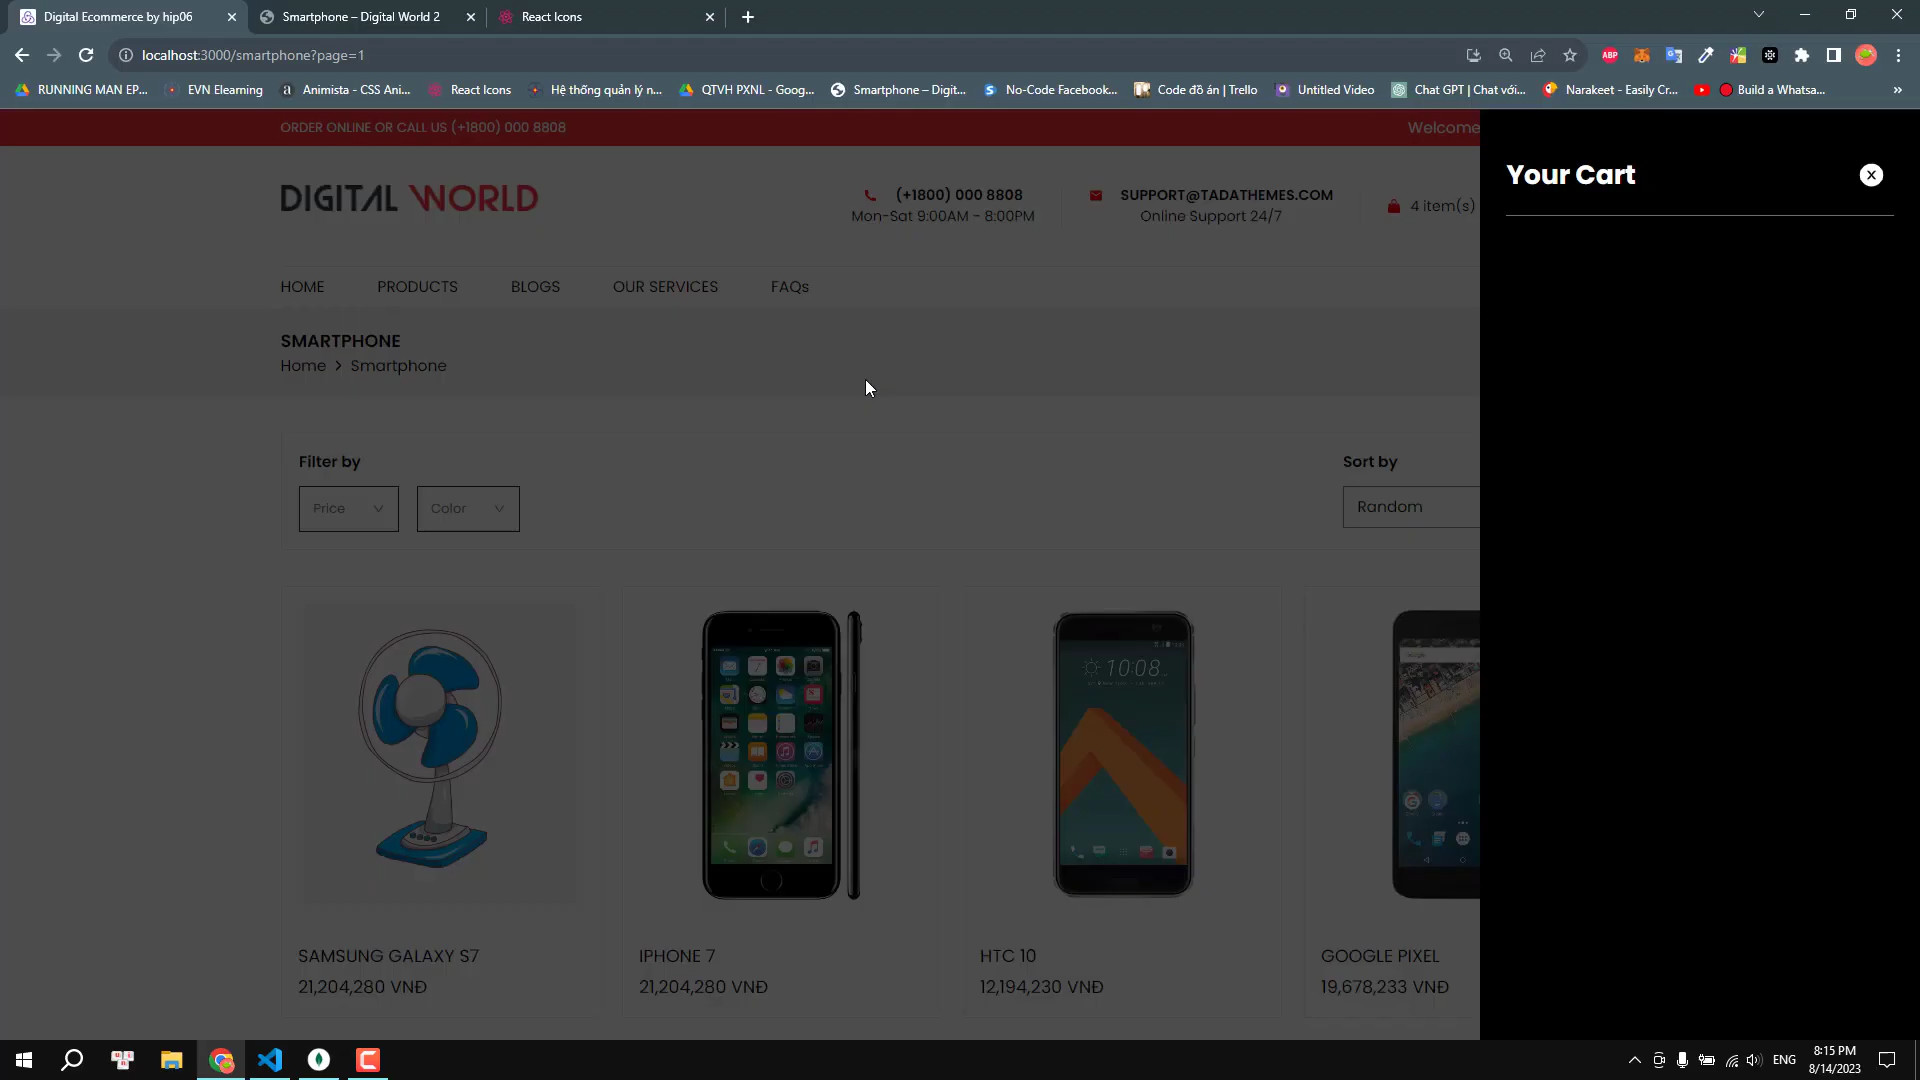 Digital Ecommerce by hip06
Smartphone – Digital World 2
React Icons
localhost:3000/smartphone?page=1
ABP
RUNNING MAN EP...
EVN Elearning
Animista - CSS Ani...
React Icons
Hệ thống quản lý n...
QTVH PXNL - Goog...
Smartphone – Digit...
No-Code Facebook...
Code đồ án | Trello
Untitled Video
Chat GPT | Chat với...
Narakeet - Easily Cr...
Build a Whatsa...
ORDER ONLINE OR CALL US (+1800) 000 8808
Welcome
DIGITAL WORLD
(+1800) 000 8808
Mon-Sat 9:00AM - 8:00PM
SUPPORT@TADATHEMES.COM
Online Support 24/7
4 item(s)
Your Cart
HOME
PRODUCTS
BLOGS
OUR SERVICES
FAQs
SMARTPHONE
Home
Smartphone
Filter by
Price
Color
Sort by
Random
10:08
SAMSUNG GALAXY S7
21,204,280 VNĐ
IPHONE 7
21,204,280 VNĐ
HTC 10
12,194,230 VNĐ
GOOGLE PIXEL
19,678,233 VNĐ
ENG
8:15 PM
8/14/2023